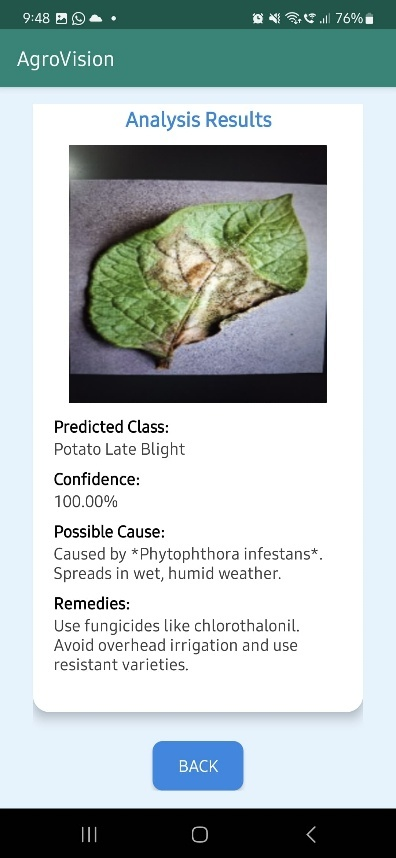 9:48
76%
AgroVision
Analysis Results
Predicted Class:
Potato Late Blight
Confidence:
100.00%
Possible Cause:
Caused by *Phytophthora infestans*.
Spreads in wet, humid weather.
Remedies:
Use fungicides like chlorothalonil.
Avoid overhead irrigation and use
resistant varieties.
BACK